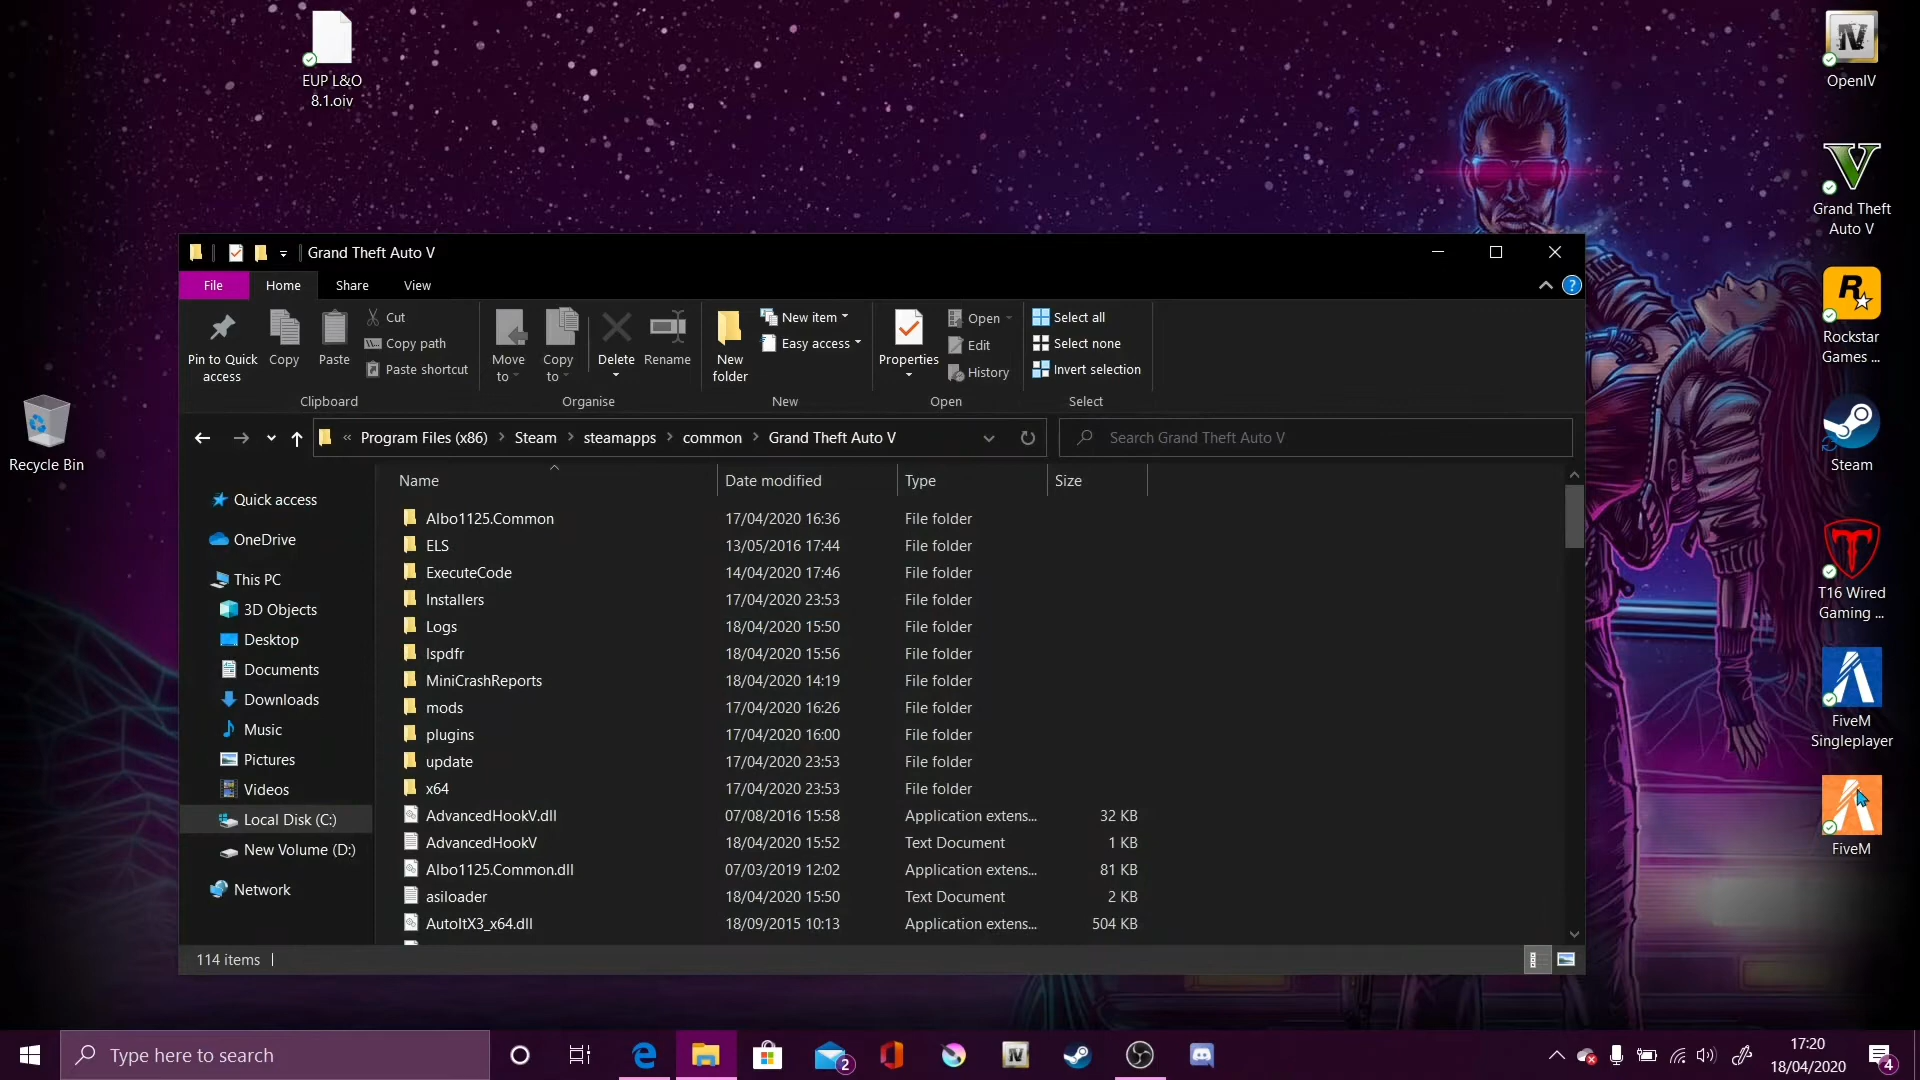 EUP L&O
8.1.oiv
OpenIV
Grand Theft
Auto V
Rockstar
Games ...
Steam
T16 Wired
Gaming ...
FiveM
Singleplayer
FiveM
Recycle Bin
Grand Theft Auto V
File Home Share View
Pin to Quick
access
Copy
Paste
Cut
Copy path
Paste shortcut
Clipboard
Move
to
Copy
to
Delete
Rename
Organise
New
folder
New item
Easy access
New
Properties
Open
Edit
History
Open
Select all
Select none
Invert selection
Select
« Program Files (x86) > Steam > steamapps > common > Grand Theft Auto V
Search Grand Theft Auto V
Quick access
OneDrive
This PC
3D Objects
Desktop
Documents
Downloads
Music
Pictures
Videos
Local Disk (C:)
New Volume (D:)
Network
Name Date modified Type Size
Albo1125.Common 17/04/2020 16:36 File folder
ELS 13/05/2016 17:44 File folder
ExecuteCode 14/04/2020 17:46 File folder
Installers 17/04/2020 23:53 File folder
Logs 18/04/2020 15:50 File folder
lspdfr 18/04/2020 15:56 File folder
MiniCrashReports 18/04/2020 14:19 File folder
mods 17/04/2020 16:26 File folder
plugins 17/04/2020 16:00 File folder
update 17/04/2020 23:53 File folder
x64 17/04/2020 23:53 File folder
AdvancedHookV.dll 07/08/2016 15:58 Application extens... 32 KB
AdvancedHookV 18/04/2020 15:52 Text Document 1 KB
Albo1125.Common.dll 07/03/2019 12:02 Application extens... 81 KB
asiloader 18/04/2020 15:50 Text Document 2 KB
AutoItX3_x64.dll 18/09/2015 10:13 Application extens... 504 KB
114 items
Type here to search
2
17:20
18/04/2020
4